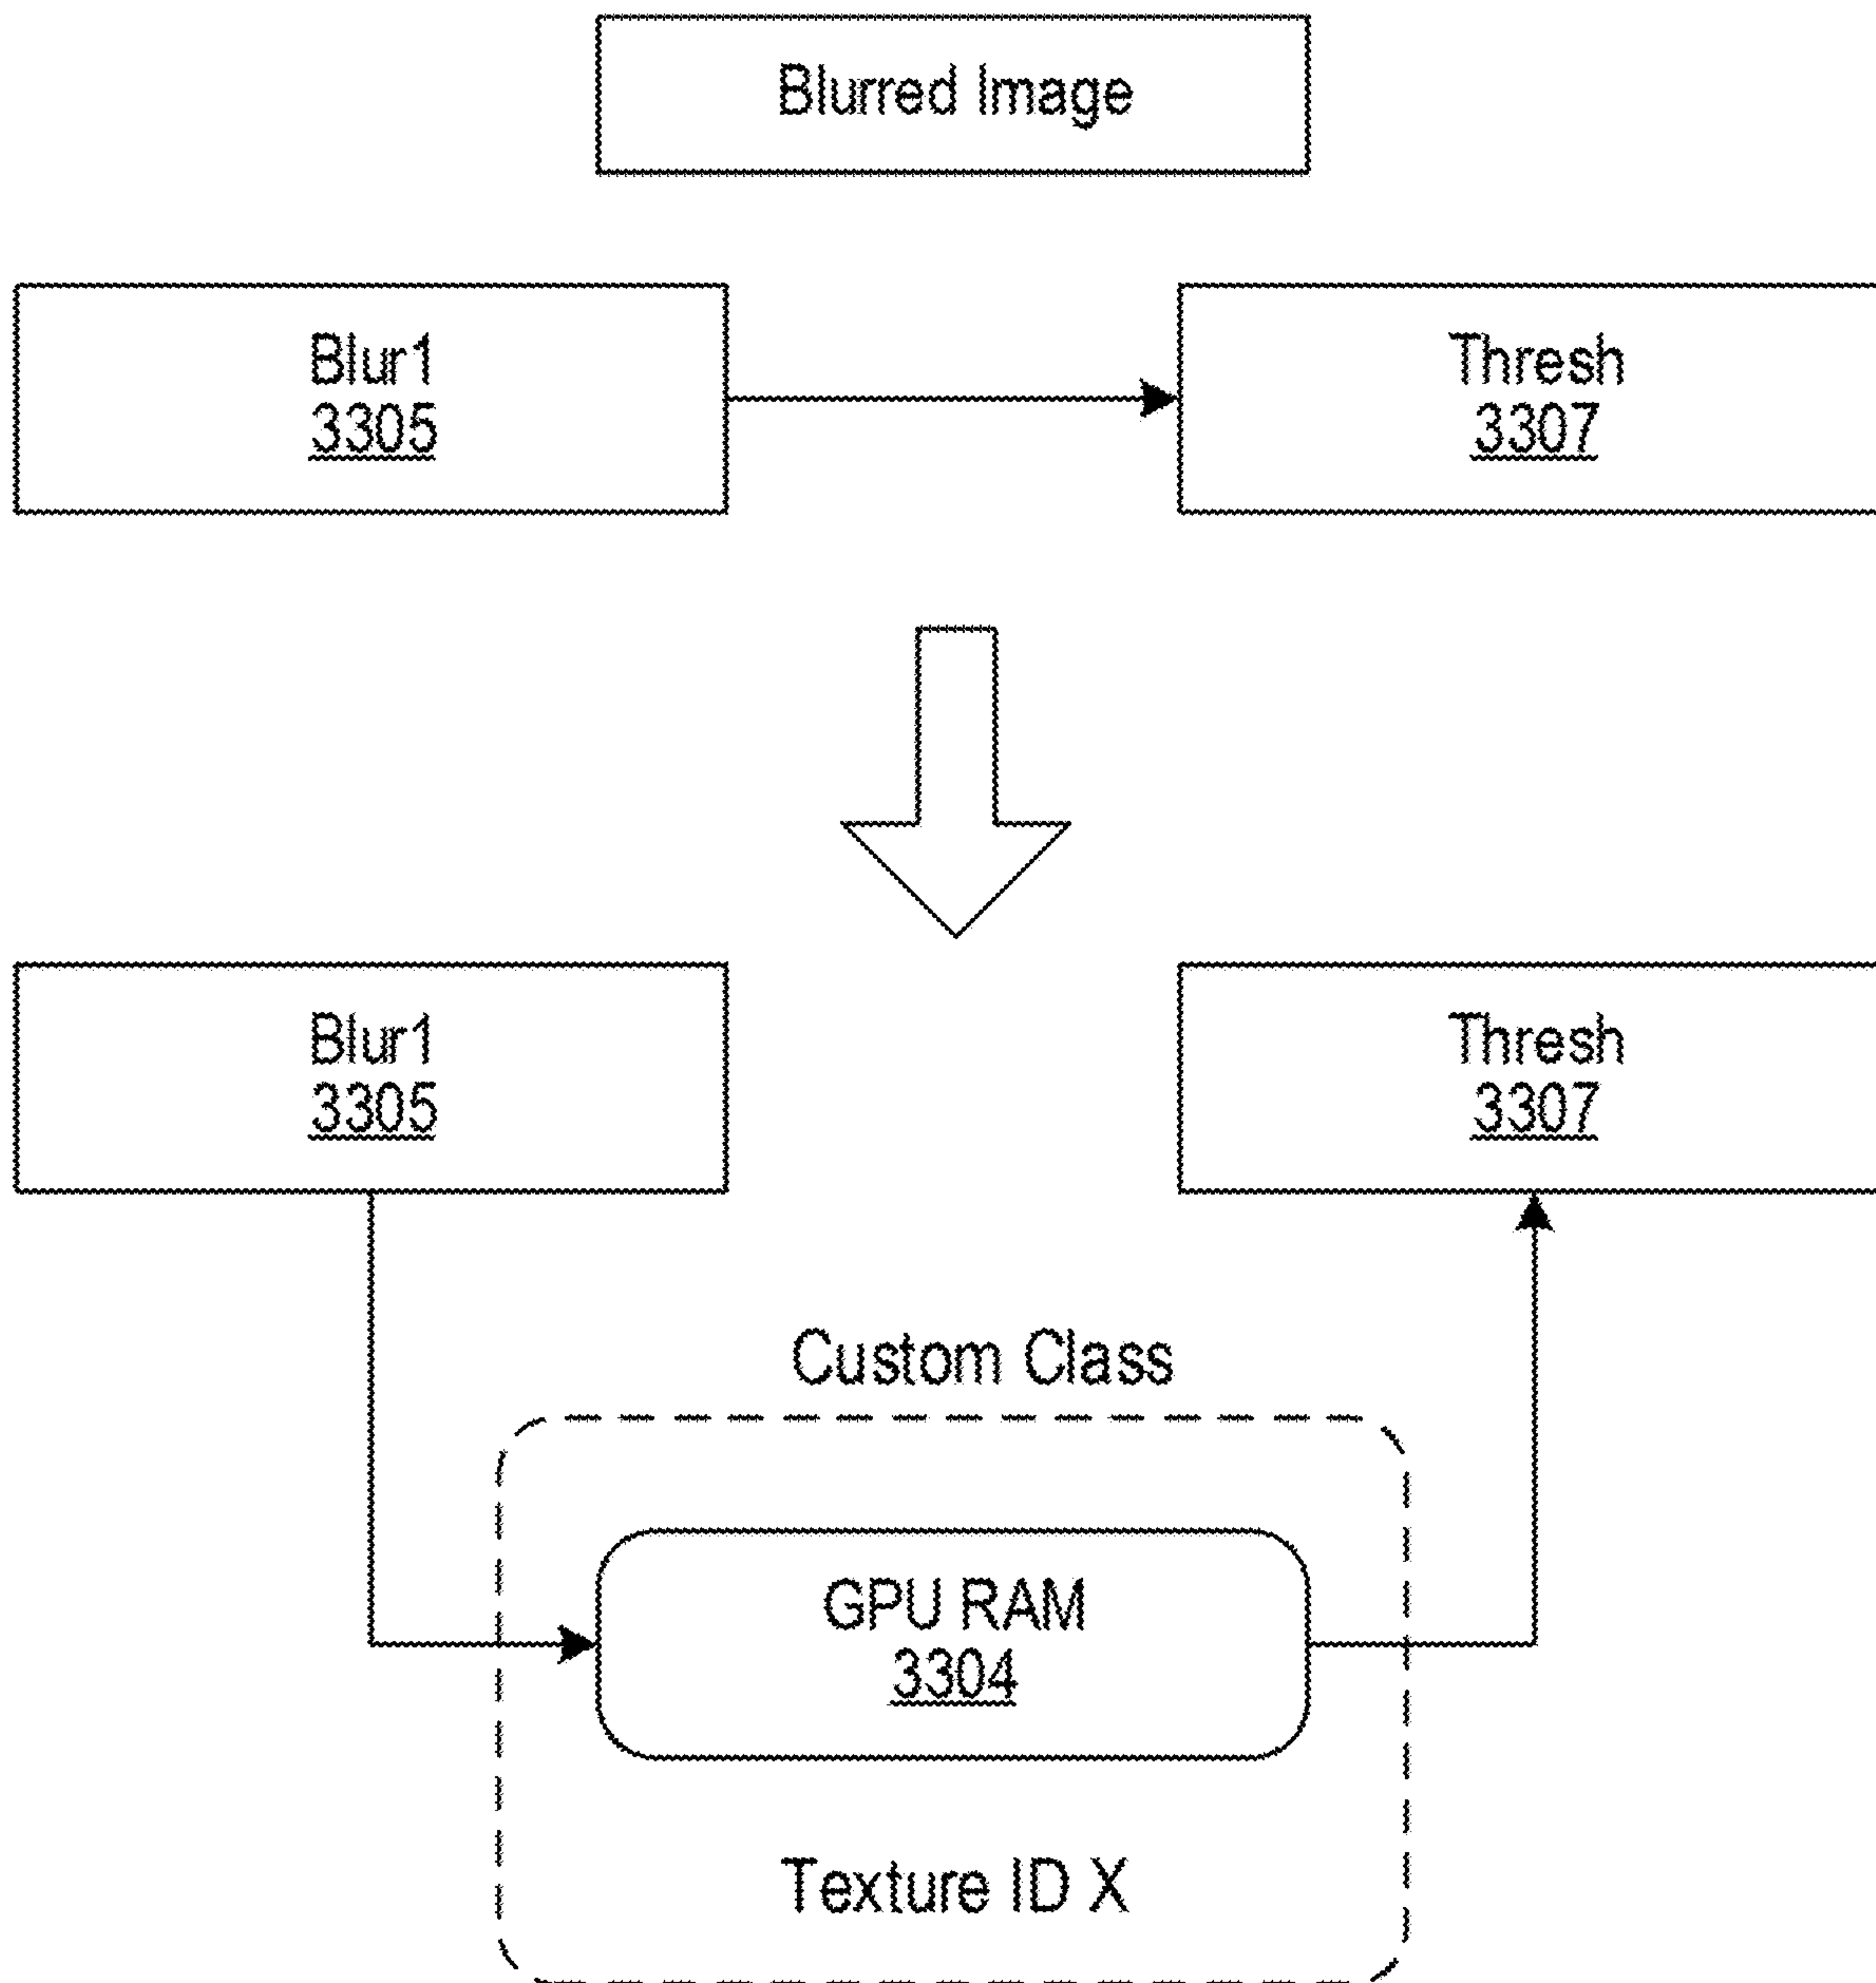 Blurred Image
Blur1
3305
Thresh
3307
Blur1
3305
Thresh
3307
Custom Class
GPU RAM
3304
Texture ID X